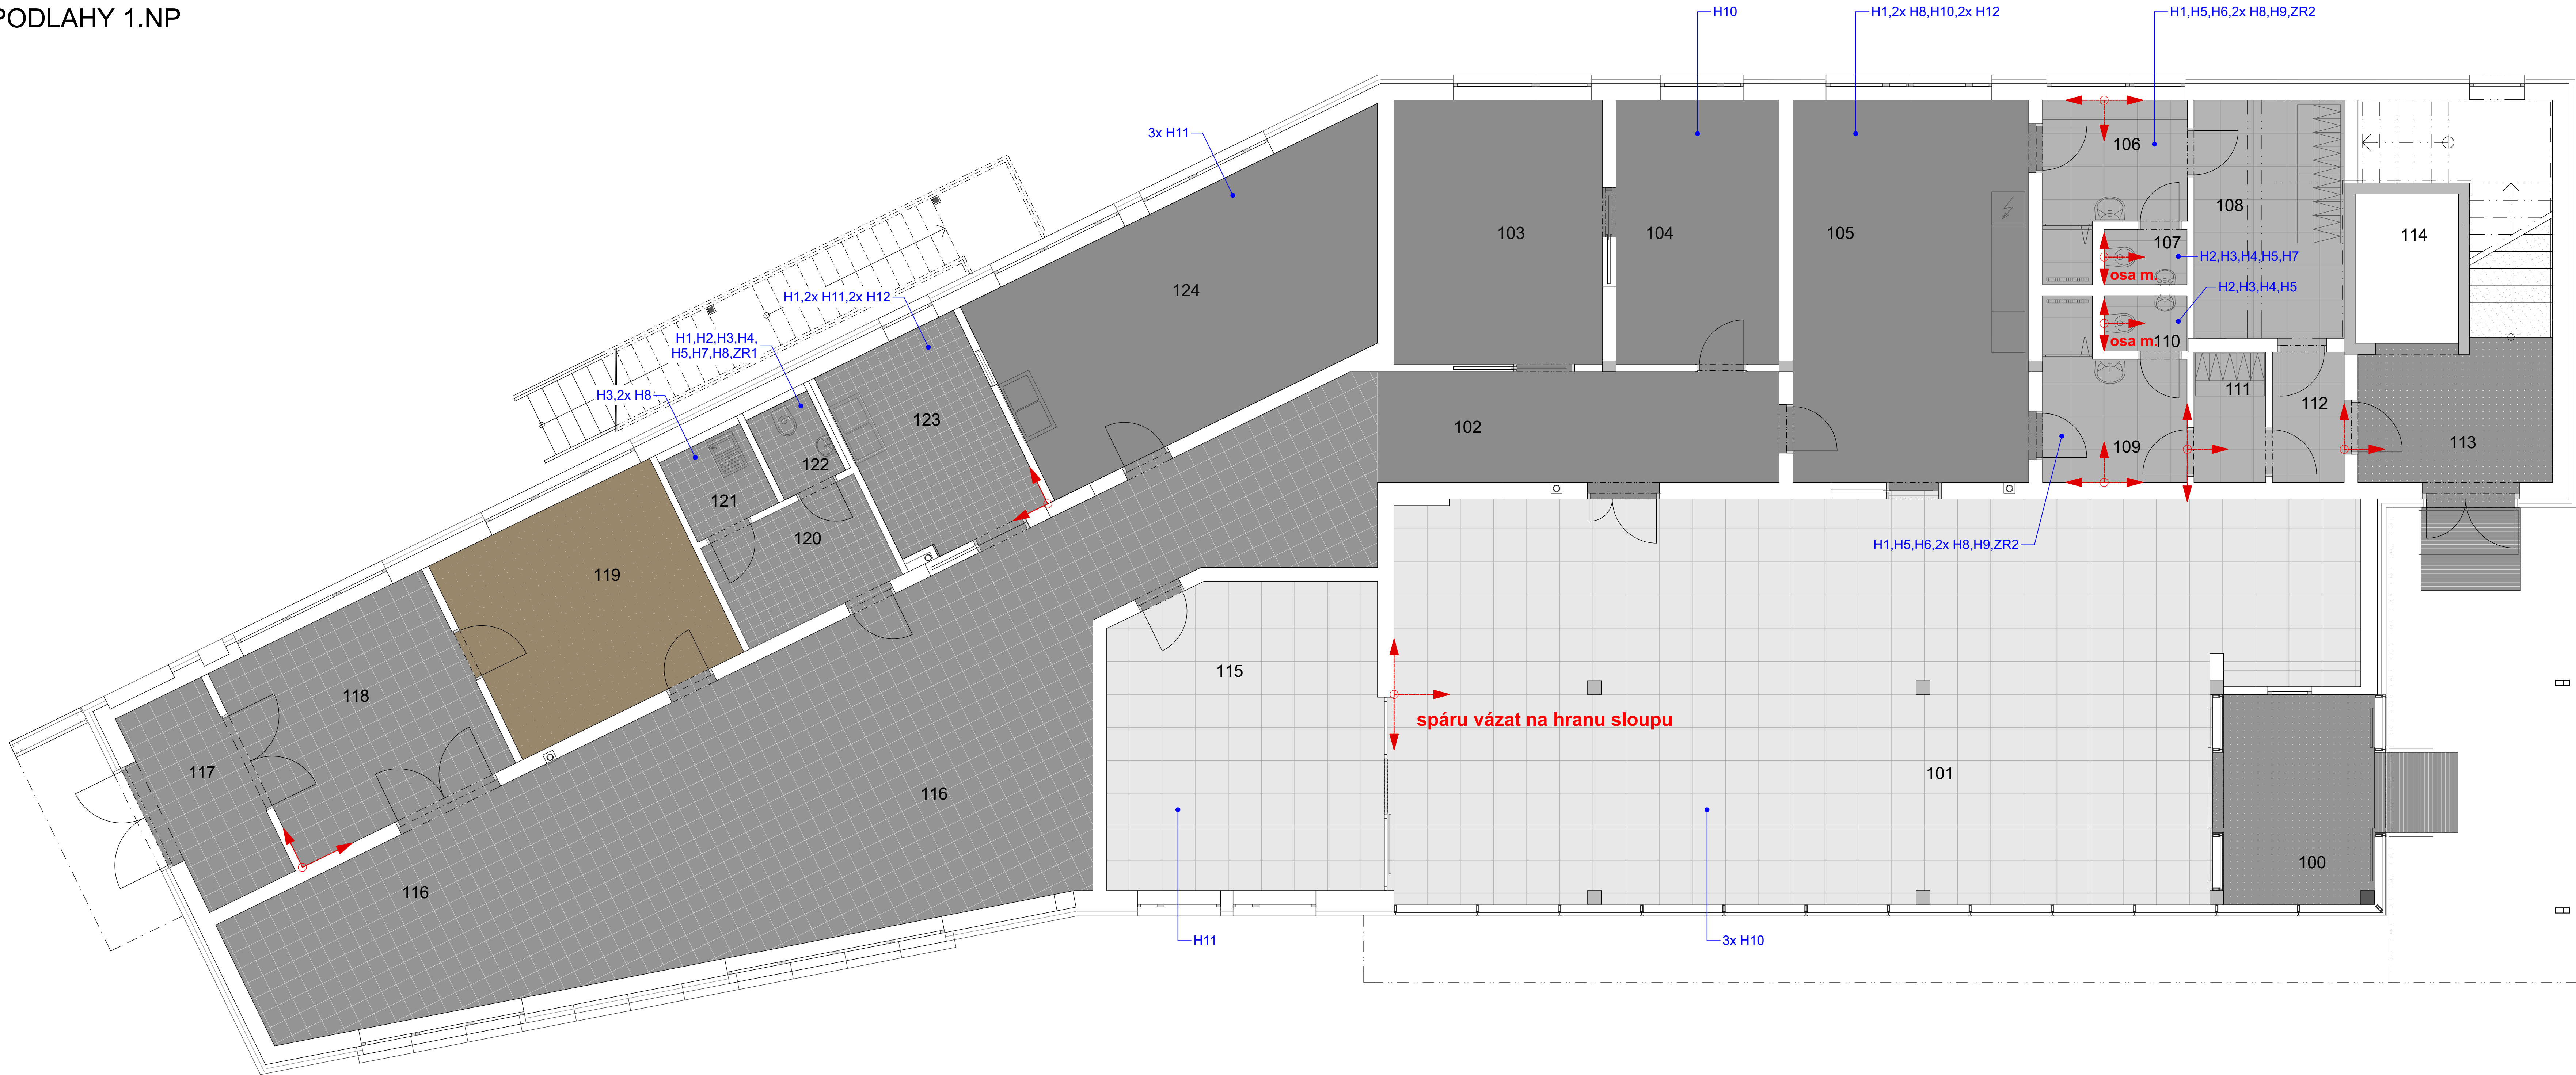 PODLAHY 1.NP
H10
H1,2x H8,H10,2x H12
H1,H5,H6,2x H8,H9,ZR2
3x H11
106
108
103
104
105
107
114
H2,H3,H4,H5,H7
osa m.
124
H1,2x H11,2x H12
H2,H3,H4,H5
H1,H2,H3,H4,
H5,H7,H8,ZR1
osa m.
110
H3,2x H8
111
112
123
102
109
113
122
121
120
H1,H5,H6,2x H8,H9,ZR2
119
115
118
spáru vázat na hranu sloupu
117
101
116
100
116
H11
3x H10